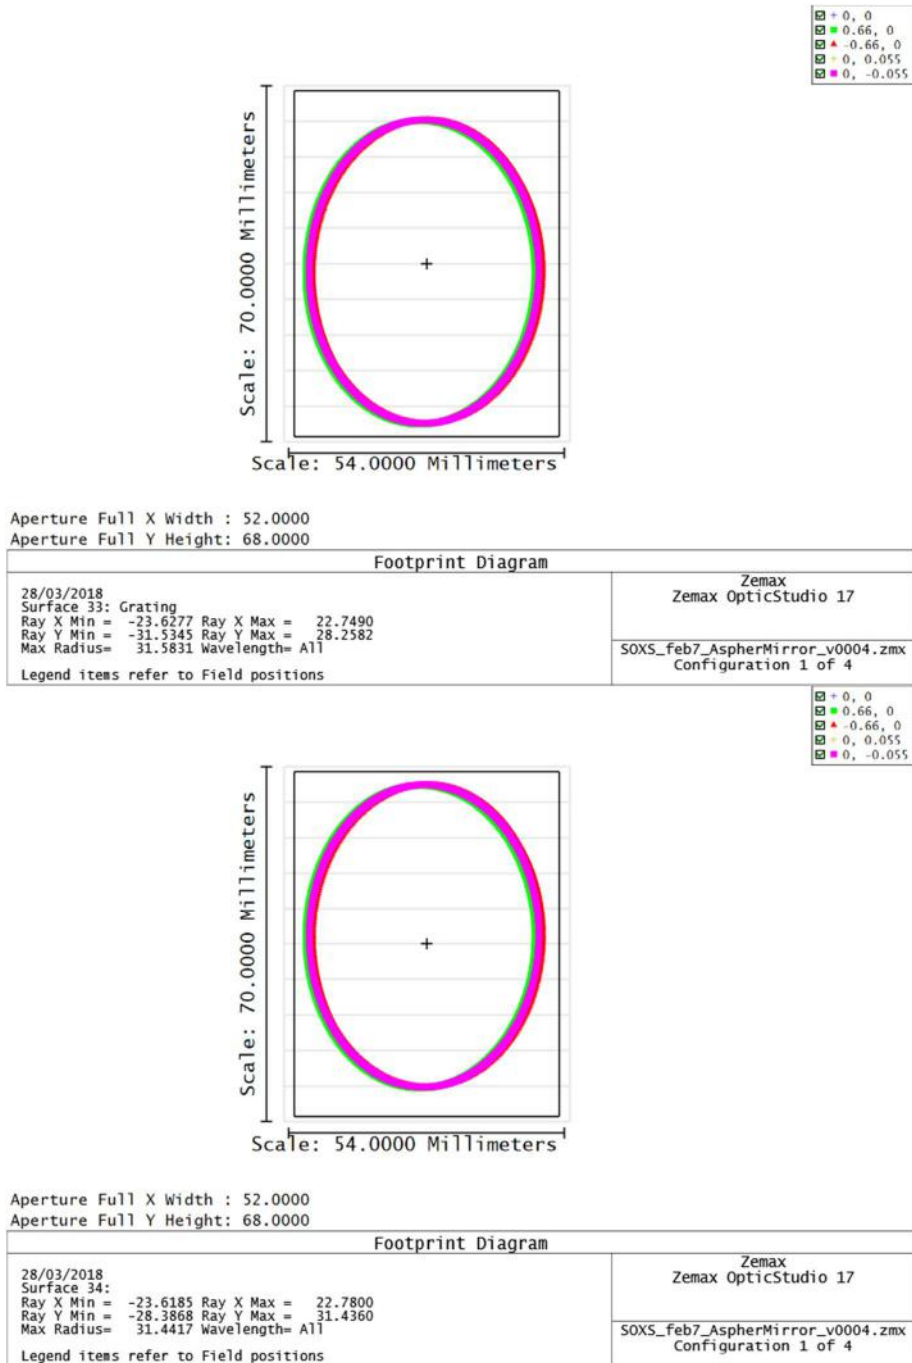 0, 0
0.66, 0
-0.66, 0
0, 0.055
0, -0.055
Scale: 70.0000 Millimeters
Scale: 54.0000 Millimeters
Aperture Full X Width : 52.0000
Aperture Full Y Height: 68.0000
Footprint Diagram
28/03/2018
Surface 33: Grating
Ray X Min = -23.6277 Ray X Max = 22.7490
Ray Y Min = -31.5345 Ray Y Max = 28.2582
Max Radius= 31.5831 Wavelength= All
Legend items refer to Field positions
Zemax
Zemax OpticStudio 17
SOXS_feb7_AspherMirror_v0004.zmx
Configuration 1 of 4
0, 0
0.66, 0
-0.66, 0
0, 0.055
0, -0.055
Scale: 70.0000 Millimeters
Scale: 54.0000 Millimeters
Aperture Full X Width : 52.0000
Aperture Full Y Height: 68.0000
Footprint Diagram
28/03/2018
Surface 34:
Ray X Min = -23.6185 Ray X Max = 22.7800
Ray Y Min = -28.3868 Ray Y Max = 31.4360
Max Radius= 31.4417 Wavelength= All
Legend items refer to Field positions
Zemax
Zemax OpticStudio 17
SOXS_feb7_AspherMirror_v0004.zmx
Configuration 1 of 4